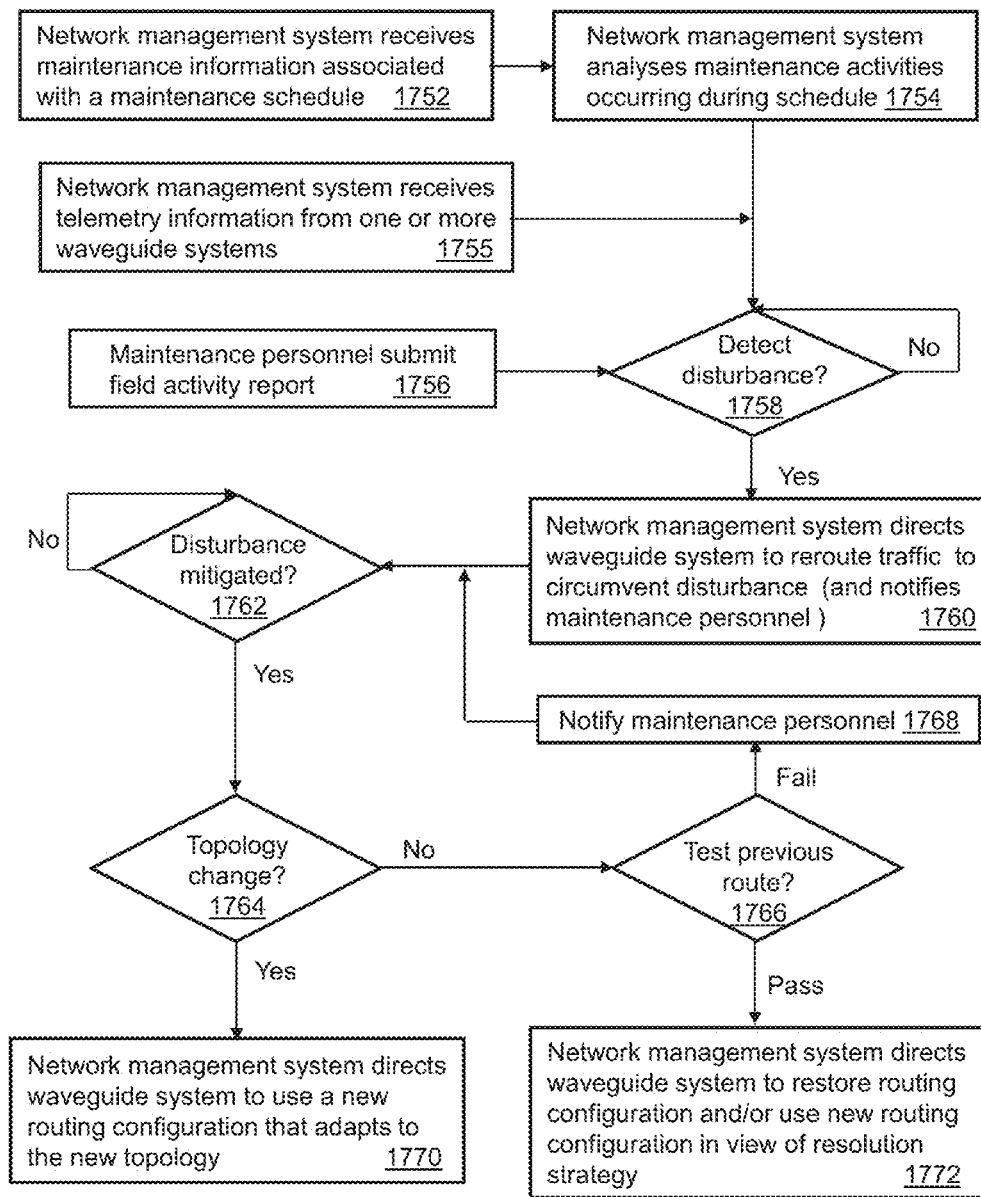 Network management system receives
maintenance information associated
with a maintenance schedule 1752
Network management system
analyses maintenance activities
occurring during schedule 1754
Network management system receives
telemetry information from one or more
waveguide systems 1755
Maintenance personnel submit
field activity report 1756
Detect
disturbance?
1758
No
Yes
Network management system directs
waveguide system to reroute traffic to
circumvent disturbance (and notifies
maintenance personnel ) 1760
No
Disturbance
mitigated?
1762
Yes
Notify maintenance personnel 1768
Fail
Topology
change?
1764
No
Test previous
route?
1766
Yes
Pass
Network management system directs
waveguide system to use a new
routing configuration that adapts to
the new topology 1770
Network management system directs
waveguide system to restore routing
configuration and/or use new routing
configuration in view of resolution
strategy 1772